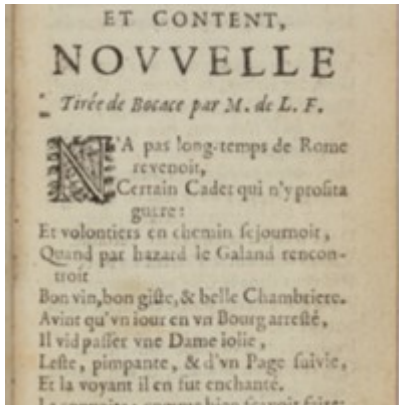 ET CONTENT,
NOVVELLE
Tirée de Bocace par M. de L. F.
N'A pas long-temps de Rome
revenoit,
Certain Cadet qui n'y profita
guere:
Et volontiers en chemin sejournoit,
Quand par hazard le Galand rencon-
troit
Bon vin, bon giste, & belle Chambriere.
Avint qu'vn iour en vn Bourg arresté,
Il vid passer vne Dame iolie,
Leste, pimpante, & d'vn Page suivie,
Et la voyant il en fut enchanté.